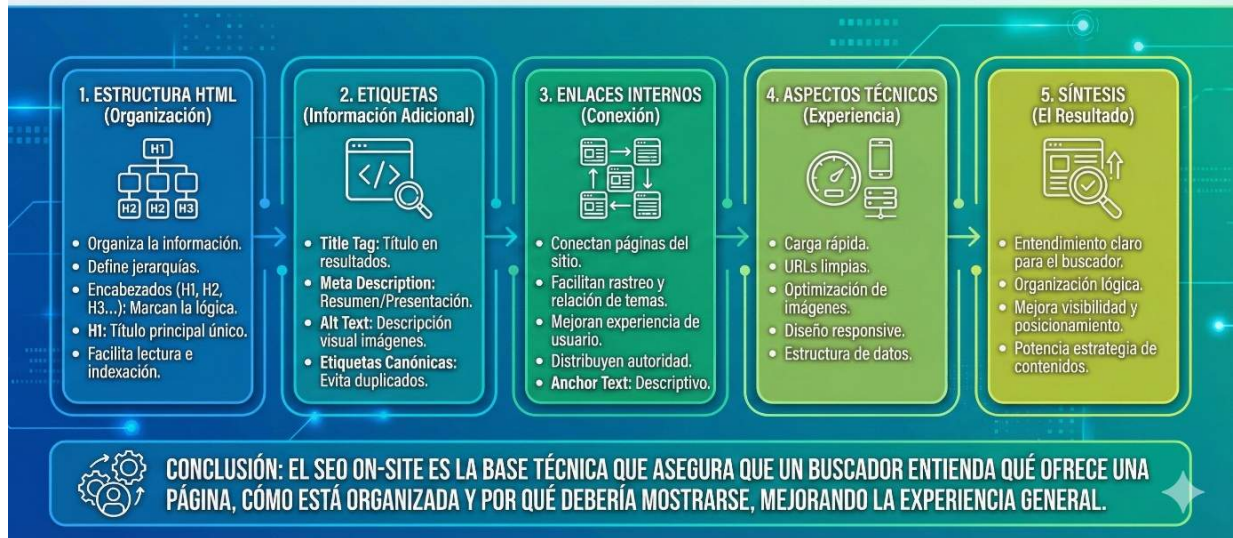 1. ESTRUCTURA HTML
(Organización)
H1
H2 H2 H3
• Organiza la información.
• Define jerarquías.
• Encabezados (H1, H2,
H3...): Marcan la lógica.
• H1: Título principal único.
• Facilita lectura e
indexación.
2. ETIQUETAS
(Información Adicional)
</>
• Title Tag: Título en
resultados.
• Meta Description:
Resumen/Presentación.
• Alt Text: Descripción
visual imágenes.
• Etiquetas Canónicas:
Evita duplicados.
3. ENLACES INTERNOS
(Conexión)
• Conectan páginas del
sitio.
• Facilitan rastreo y
relación de temas.
• Mejoran experiencia de
usuario.
• Distribuyen autoridad.
• Anchor Text: Descriptivo.
4. ASPECTOS TÉCNICOS
(Experiencia)
• Carga rápida.
• URLs limpias.
• Optimización de
imágenes.
• Diseño responsive.
• Estructura de datos.
5. SÍNTESIS
(El Resultado)
• Entendimiento claro
para el buscador.
• Organización lógica.
• Mejora visibilidad y
posicionamiento.
• Potencia estrategia de
contenidos.
CONCLUSIÓN: EL SEO ON-SITE ES LA BASE TÉCNICA QUE ASEGURA QUE UN BUSCADOR ENTIENDA QUÉ OFRECE UNA
PÁGINA, CÓMO ESTÁ ORGANIZADA Y POR QUÉ DEBERÍA MOSTRARSE, MEJORANDO LA EXPERIENCIA GENERAL.